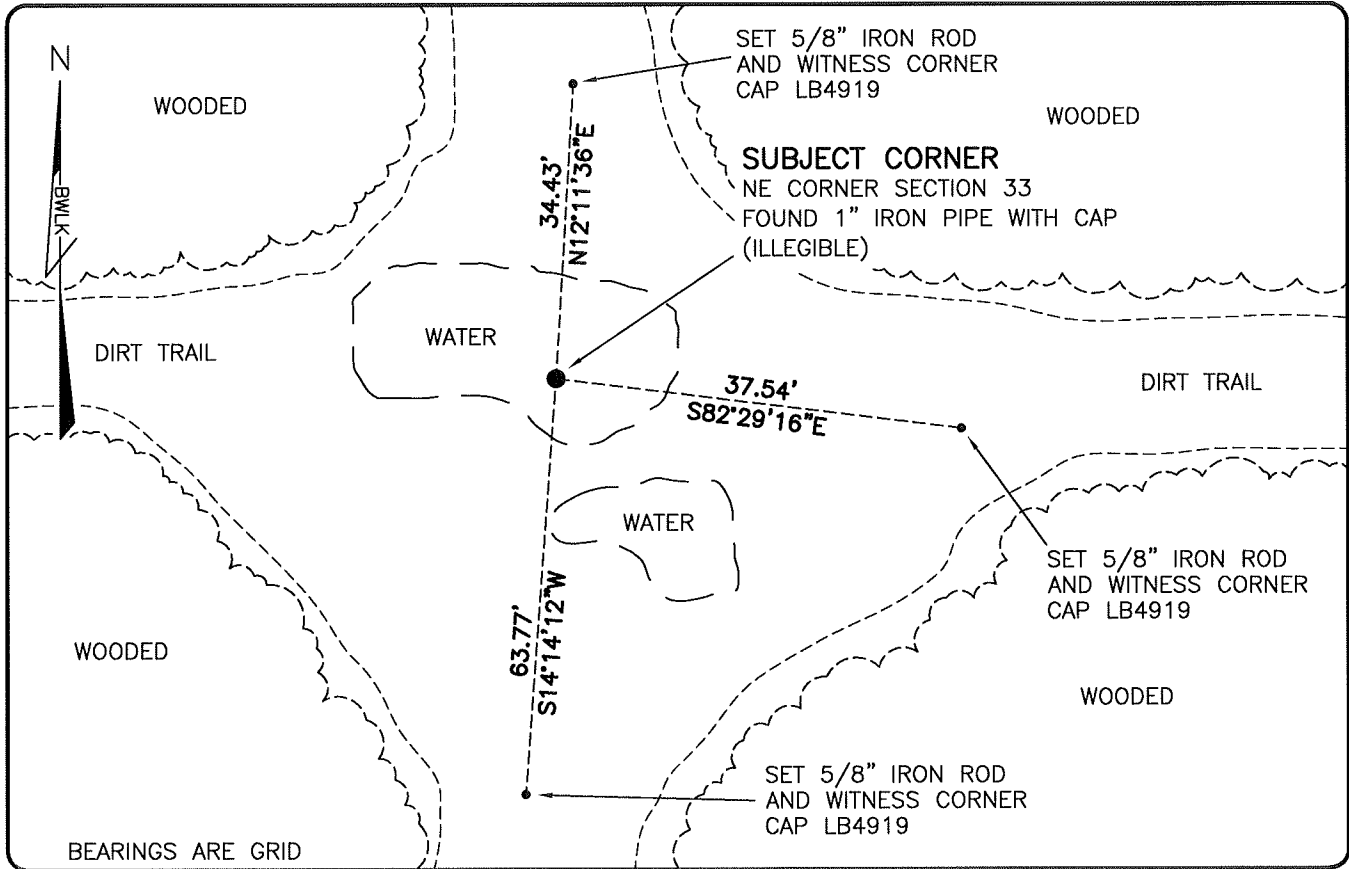 N
BWLK
WOODED
SET 5/8" IRON ROD
AND WITNESS CORNER
CAP LB4919
WOODED
34.43'
N12°11'36"E
SUBJECT CORNER
NE CORNER SECTION 33
FOUND 1" IRON PIPE WITH CAP
(ILLEGIBLE)
WATER
DIRT TRAIL
37.54'
S82°29'16"E
DIRT TRAIL
WATER
SET 5/8" IRON ROD
AND WITNESS CORNER
CAP LB4919
63.77'
S14°14'12"W
WOODED
WOODED
SET 5/8" IRON ROD
AND WITNESS CORNER
CAP LB4919
BEARINGS ARE GRID